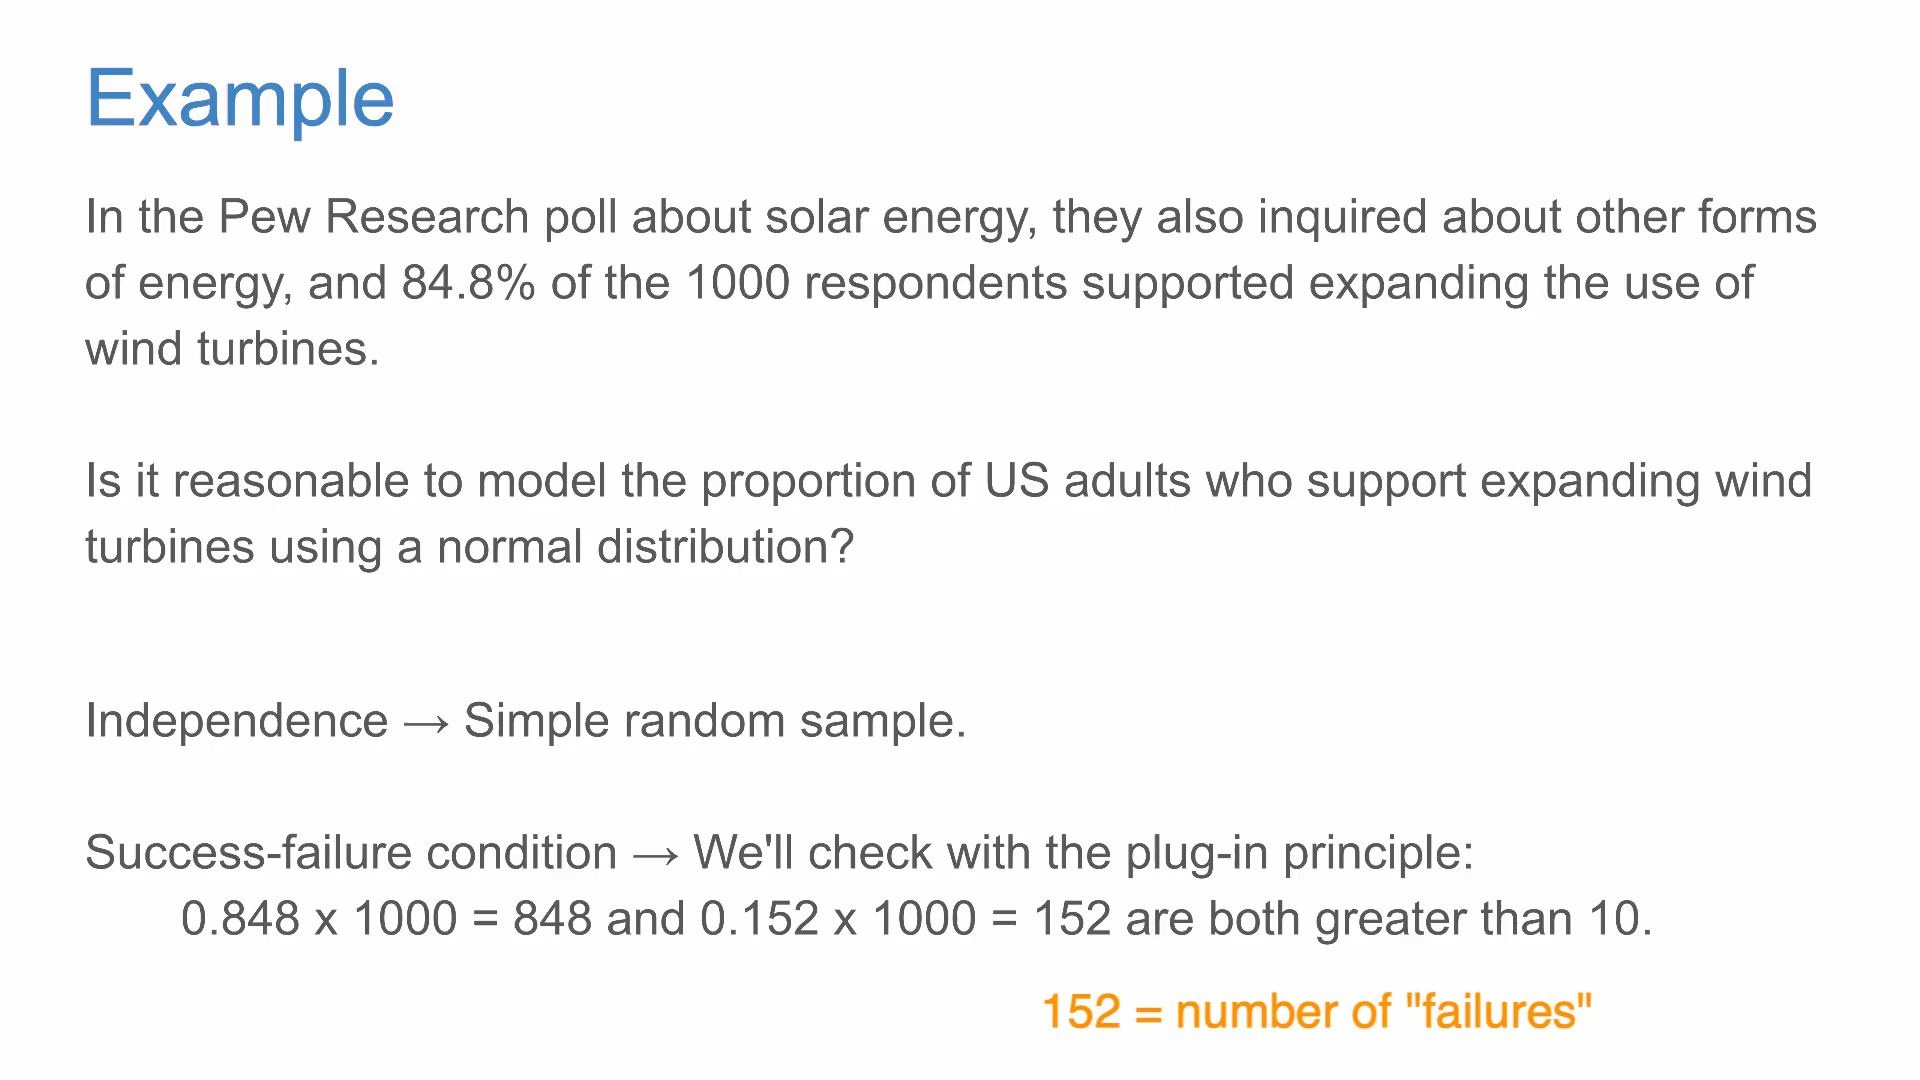 Example
In the Pew Research poll about solar energy, they also inquired about other forms
of energy, and 84.8% of the 1000 respondents supported expanding the use of
wind turbines.
Is it reasonable to model the proportion of US adults who support expanding wind
turbines using a normal distribution?
Independence → Simple random sample.
Success-failure condition → We'll check with the plug-in principle:
0.848 x 1000 = 848 and 0.152 x 1000 = 152 are both greater than 10.
152 = number of "failures"